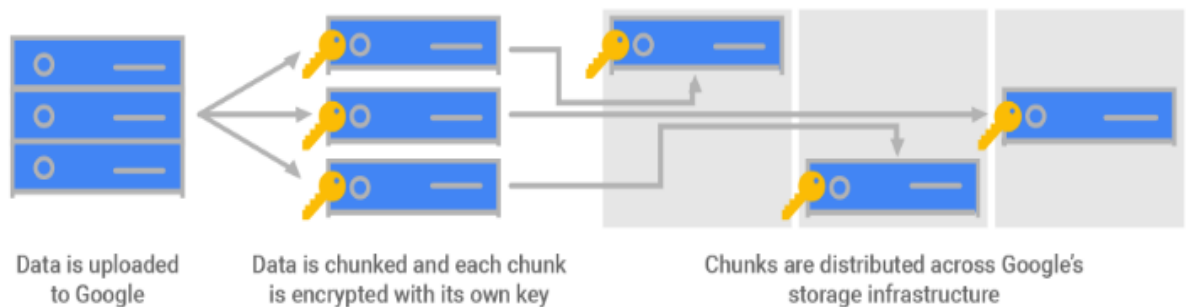 Data is uploaded
to Google
Data is chunked and each chunk
is encrypted with its own key
Chunks are distributed across Google's
storage infrastructure